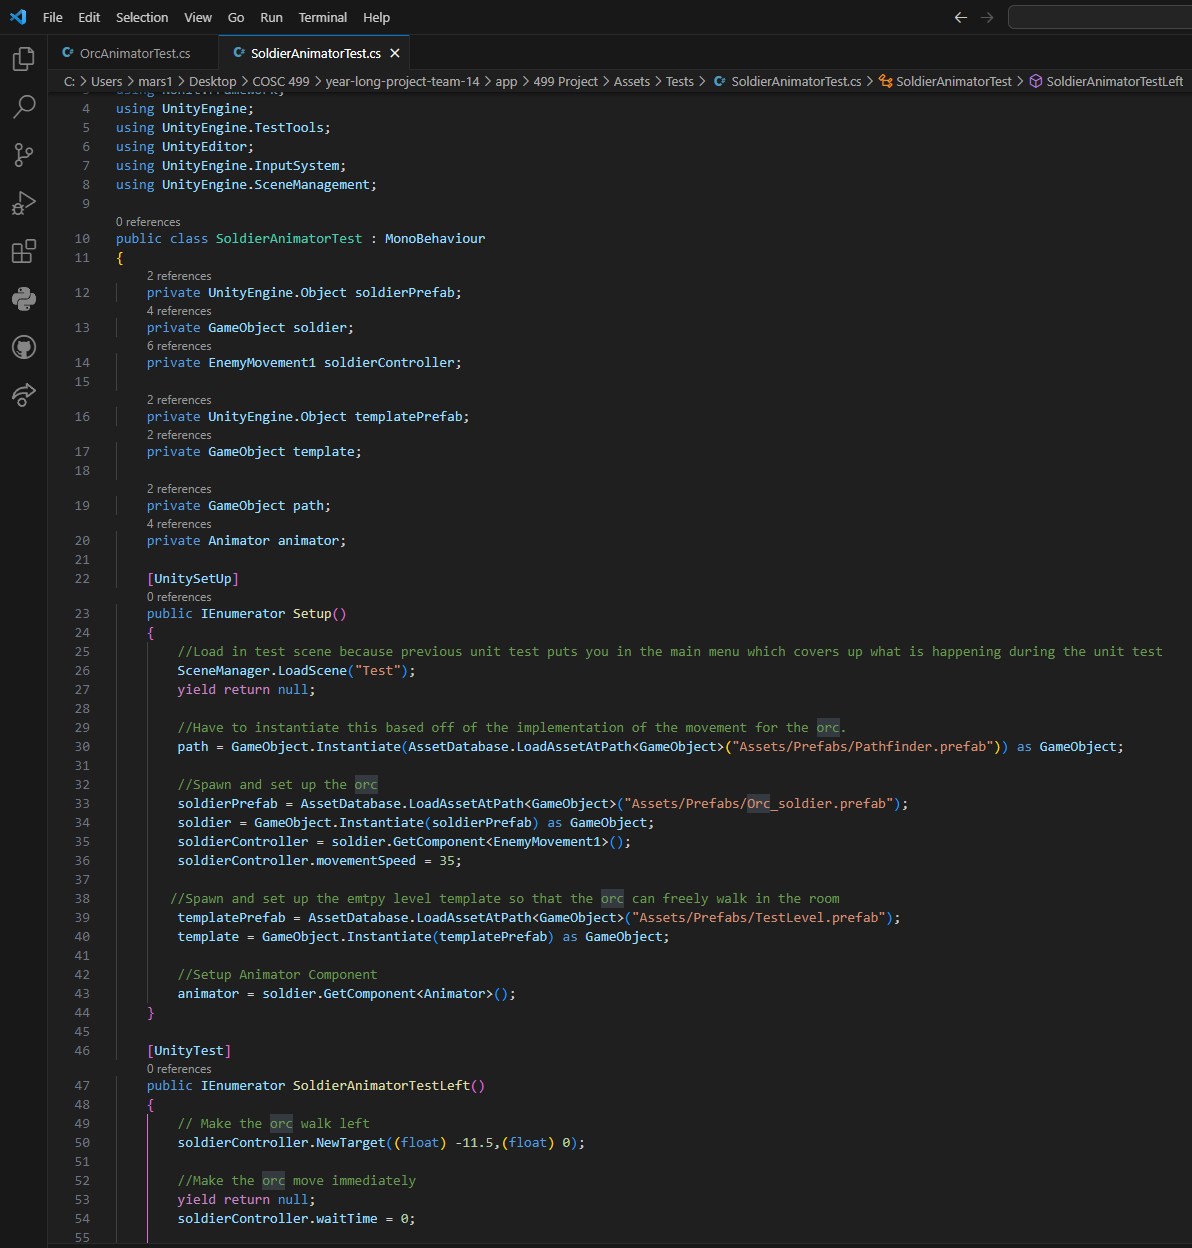 File Edit Selection View Go Run Terminal Help
OrcAnimatorTest.cs SoldierAnimatorTest.cs
C: > Users > mars1 > Desktop > COSC 499 > year-long-project-team-14 > app > 499 Project > Assets > Tests > SoldierAnimatorTest.cs > SoldierAnimatorTest > SoldierAnimatorTestLeft
4 using UnityEngine;
5 using UnityEngine.TestTools;
6 using UnityEditor;
7 using UnityEngine.InputSystem;
8 using UnityEngine.SceneManagement;
9
0 references
10 public class SoldierAnimatorTest : MonoBehaviour
11 {
2 references
12 private UnityEngine.Object soldierPrefab;
4 references
13 private GameObject soldier;
6 references
14 private EnemyMovement1 soldierController;
15
2 references
16 private UnityEngine.Object templatePrefab;
2 references
17 private GameObject template;
18
2 references
19 private GameObject path;
4 references
20 private Animator animator;
21
22 [UnitySetUp]
0 references
23 public IEnumerator Setup()
24 {
25 //Load in test scene because previous unit test puts you in the main menu which covers up what is happening during the unit test
26 SceneManager.LoadScene("Test");
27 yield return null;
28
29 //Have to instantiate this based off of the implementation of the movement for the orc.
30 path = GameObject.Instantiate(AssetDatabase.LoadAssetAtPath<GameObject>("Assets/Prefabs/Pathfinder.prefab")) as GameObject;
31
32 //Spawn and set up the orc
33 soldierPrefab = AssetDatabase.LoadAssetAtPath<GameObject>("Assets/Prefabs/Orc_soldier.prefab");
34 soldier = GameObject.Instantiate(soldierPrefab) as GameObject;
35 soldierController = soldier.GetComponent<EnemyMovement1>();
36 soldierController.movementSpeed = 35;
37
38 //Spawn and set up the emtpy level template so that the orc can freely walk in the room
39 templatePrefab = AssetDatabase.LoadAssetAtPath<GameObject>("Assets/Prefabs/TestLevel.prefab");
40 template = GameObject.Instantiate(templatePrefab) as GameObject;
41
42 //Setup Animator Component
43 animator = soldier.GetComponent<Animator>();
44 }
45
46 [UnityTest]
0 references
47 public IEnumerator SoldierAnimatorTestLeft()
48 {
49 // Make the orc walk left
50 soldierController.NewTarget((float) -11.5,(float) 0);
51
52 //Make the orc move immediately
53 yield return null;
54 soldierController.waitTime = 0;
55